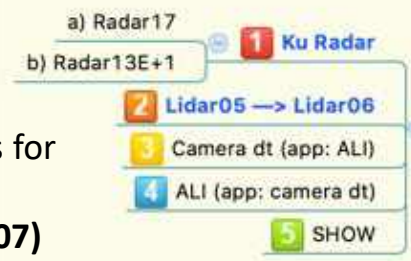 a) Radar17
1 Ku Radar
b) Radar13E+1
2 Lidar05 —> Lidar06
s for
3 Camera dt (app: ALI)
4 ALI (app: camera dt)
07)
5 SHOW